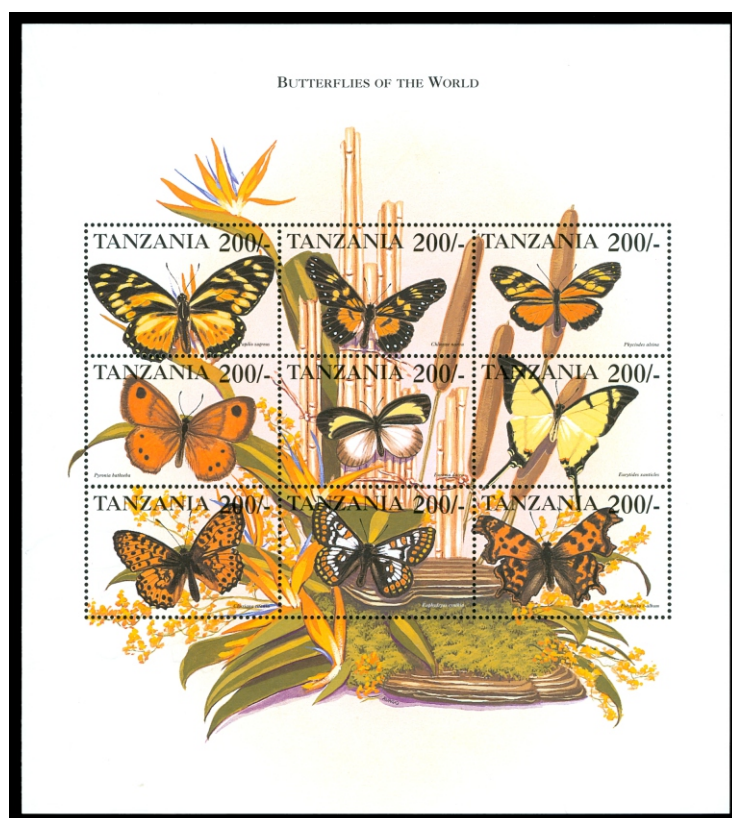 BUTTERFLIES OF THE WORLD
TANZANIA 200/- TANZANIA 200/- TANZANIA 200/-
Phyciodes
TANZANIA 200/- TANZANIA 200/- TANZANIA 200/-
Pyronia bathseba Eurytides
TANZANIA 200/- TANZANIA 200/- TANZANIA 200/-